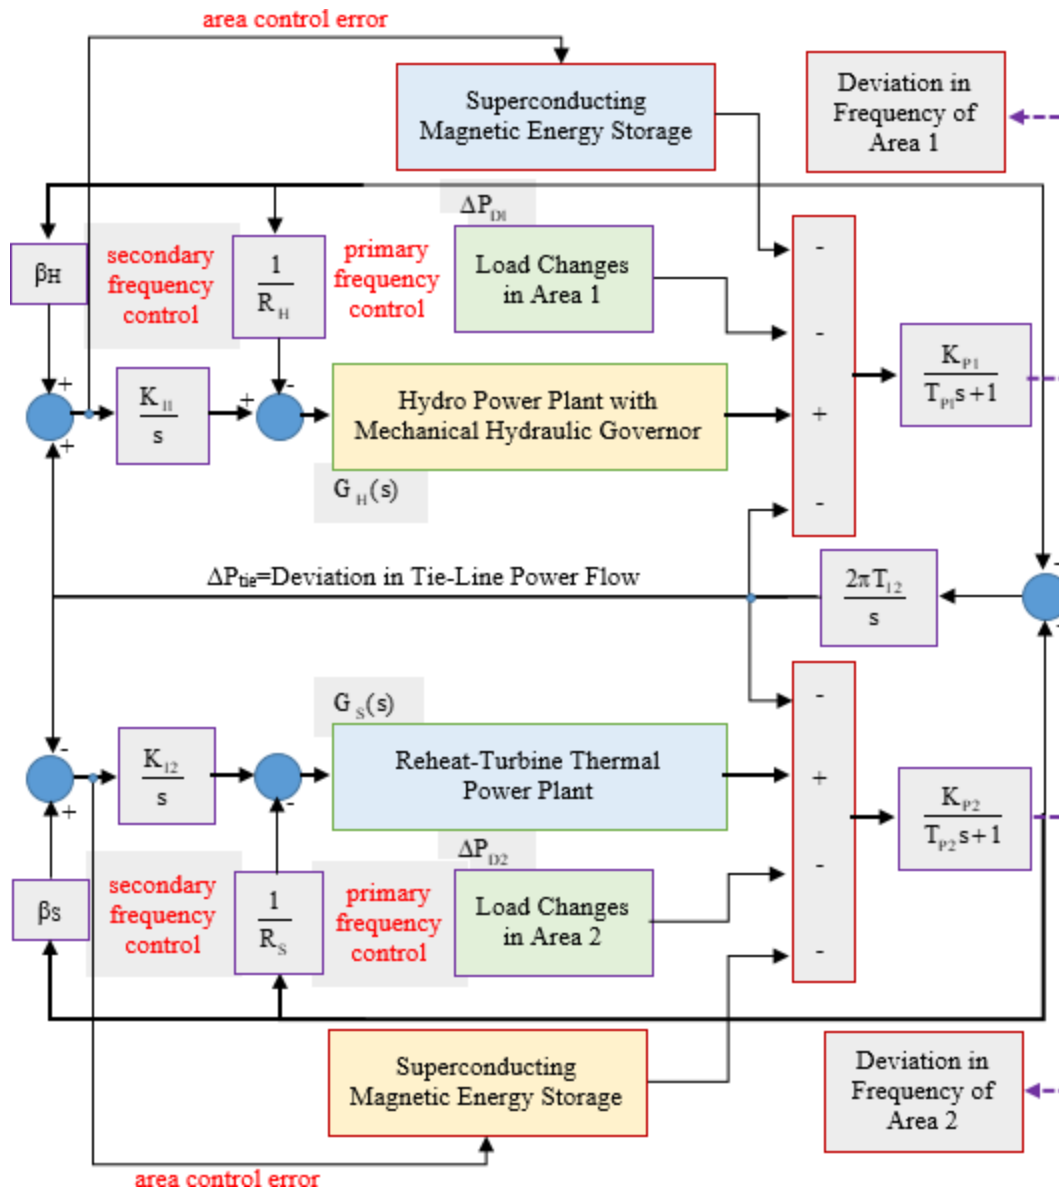 area control error
Superconducting
Magnetic Energy Storage
Deviation in
Frequency of
Area 1
ΔP_D1
βH
secondary
frequency
control
1
R_H
primary
frequency
control
Load Changes
in Area 1
-
-
+
-
K_P1
T_P1 s+1
+
+
K_I1
s
+
-
Hydro Power Plant with
Mechanical Hydraulic Governor
G_H(s)
ΔPtie=Deviation in Tie-Line Power Flow
2πT_12
s
-
-
G_S(s)
-
+
K_I2
s
-
Reheat-Turbine Thermal
Power Plant
-
+
-
-
K_P2
T_P2 s+1
ΔP_D2
βS
secondary
frequency
control
1
R_S
primary
frequency
control
Load Changes
in Area 2
Superconducting
Magnetic Energy Storage
Deviation in
Frequency of
Area 2
area control error